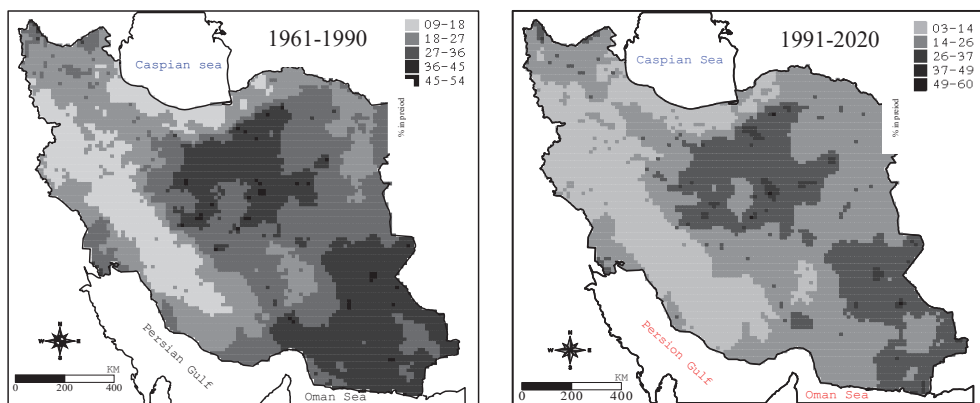 1961-1990
09-18
18-27
27-36
36-45
45-54
Caspian sea
% in preiod
Persian Gulf
Oman Sea
N
W
E
S
KM
0 200 400
1991-2020
03-14
14-26
26-37
37-49
49-60
Caspian sea
% in preiod
Persion Gulf
Oman Sea
N
W
E
S
KM
0 200 400